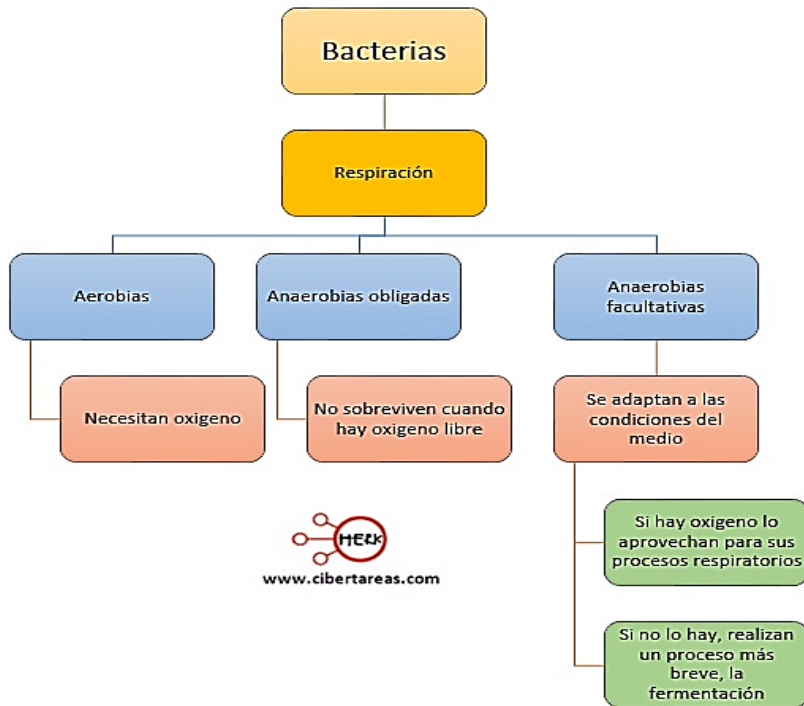 Bacterias
Respiración
Aerobias
Anaerobias obligadas
Anaerobias
facultativas
Necesitan oxigeno
No sobreviven cuando
hay oxigeno libre
Se adaptan a las
condiciones del
medio
Si hay oxigeno lo
aprovechan para sus
procesos respiratorios
Si no lo hay, realizan
un proceso más
breve, la
fermentación
HERK
www.cibertareas.com